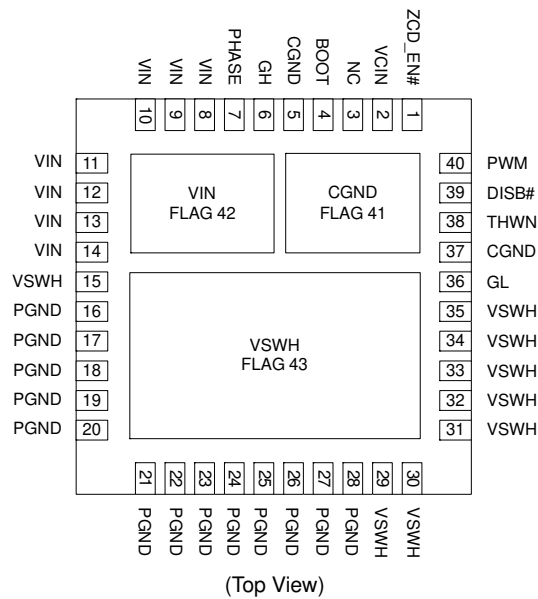 VIN
VIN
VIN
PHASE
GH
CGND
BOOT
NC
VCIN
ZCD_EN#
10
9
8
7
6
5
4
3
2
1
VIN 11
VIN 12
VIN 13
VIN 14
VSWH 15
PGND 16
PGND 17
PGND 18
PGND 19
PGND 20
VIN
FLAG 42
CGND
FLAG 41
VSWH
FLAG 43
40 PWM
39 DISB#
38 THWN
37 CGND
36 GL
35 VSWH
34 VSWH
33 VSWH
32 VSWH
31 VSWH
21
22
23
24
25
26
27
28
29
30
PGND
PGND
PGND
PGND
PGND
PGND
PGND
PGND
VSWH
VSWH
(Top View)